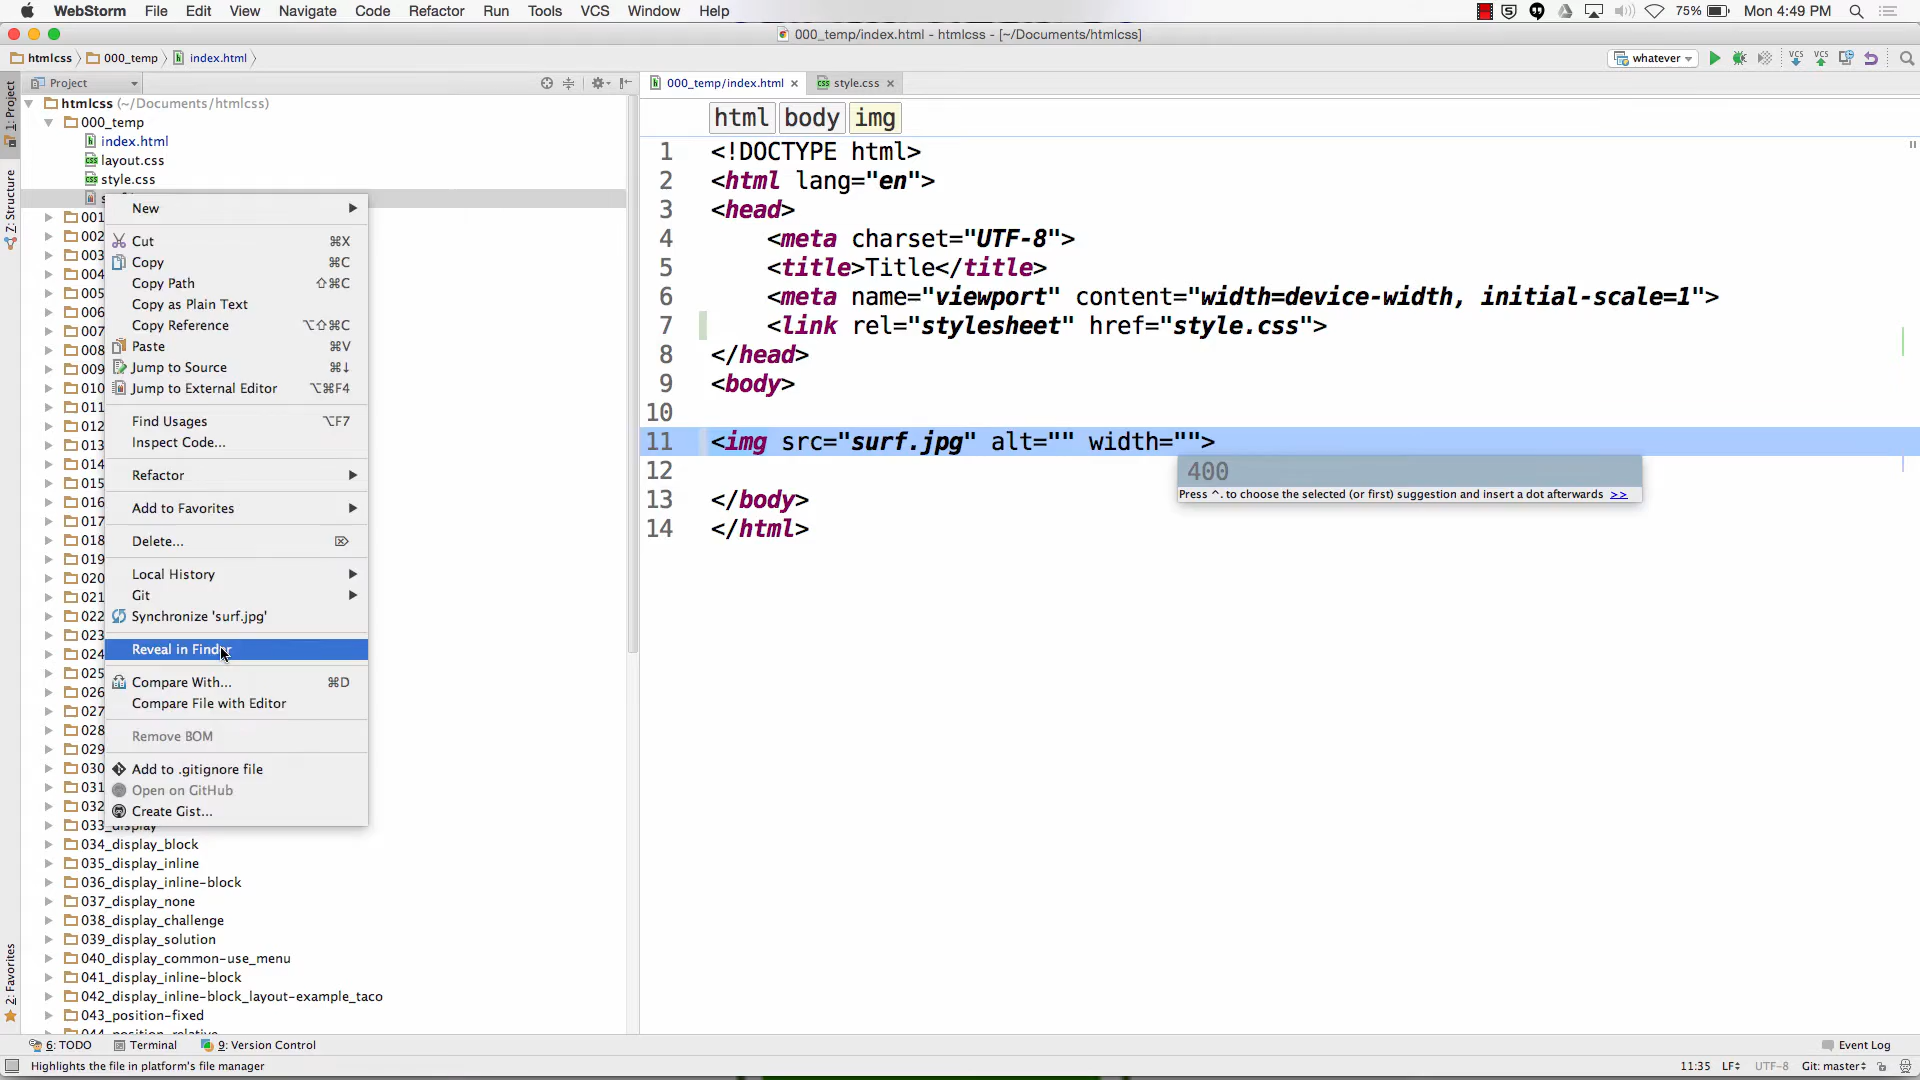 WebStorm File Edit View Navigate Code Refactor Run Tools VCS Window Help 75% Mon 4:49 PM
000_temp/index.html - htmlcss - [~/Documents/htmlcss]
htmlcss 000_temp index.html whatever VCS VCS
Project
000_temp/index.html style.css
1: Project
Z: Structure
2: Favorites
htmlcss (~/Documents/htmlcss)
000_temp
index.html
layout.css
style.css
001
002
003
004
005
006
007
008
009
010
011
012
013
014
015
016
017
018
019
020
021
022
023
024
025
026
027
028
029
030
031
032
033_display
034_display_block
035_display_inline
036_display_inline-block
037_display_none
038_display_challenge
039_display_solution
040_display_common-use_menu
041_display_inline-block
042_display_inline-block_layout-example_taco
043_position-fixed
044_position-relative
New
Cut ⌘X
Copy ⌘C
Copy Path ⇧⌘C
Copy as Plain Text
Copy Reference ⌥⇧⌘C
Paste ⌘V
Jump to Source ⌘↓
Jump to External Editor ⌥⌘F4
Find Usages ⌥F7
Inspect Code...
Refactor
Add to Favorites
Delete... ⌦
Local History
Git
Synchronize 'surf.jpg'
Reveal in Finder
Compare With... ⌘D
Compare File with Editor
Remove BOM
Add to .gitignore file
Open on GitHub
Create Gist...
html body img
1 <!DOCTYPE html>
2 <html lang="en">
3 <head>
4 <meta charset="UTF-8">
5 <title>Title</title>
6 <meta name="viewport" content="width=device-width, initial-scale=1">
7 <link rel="stylesheet" href="style.css">
8 </head>
9 <body>
10
11 <img src="surf.jpg" alt="" width="">
12
400
Press ^. to choose the selected (or first) suggestion and insert a dot afterwards >>
13 </body>
14 </html>
6: TODO Terminal 9: Version Control Event Log
Highlights the file in platform's file manager 11:35 LF UTF-8 Git: master